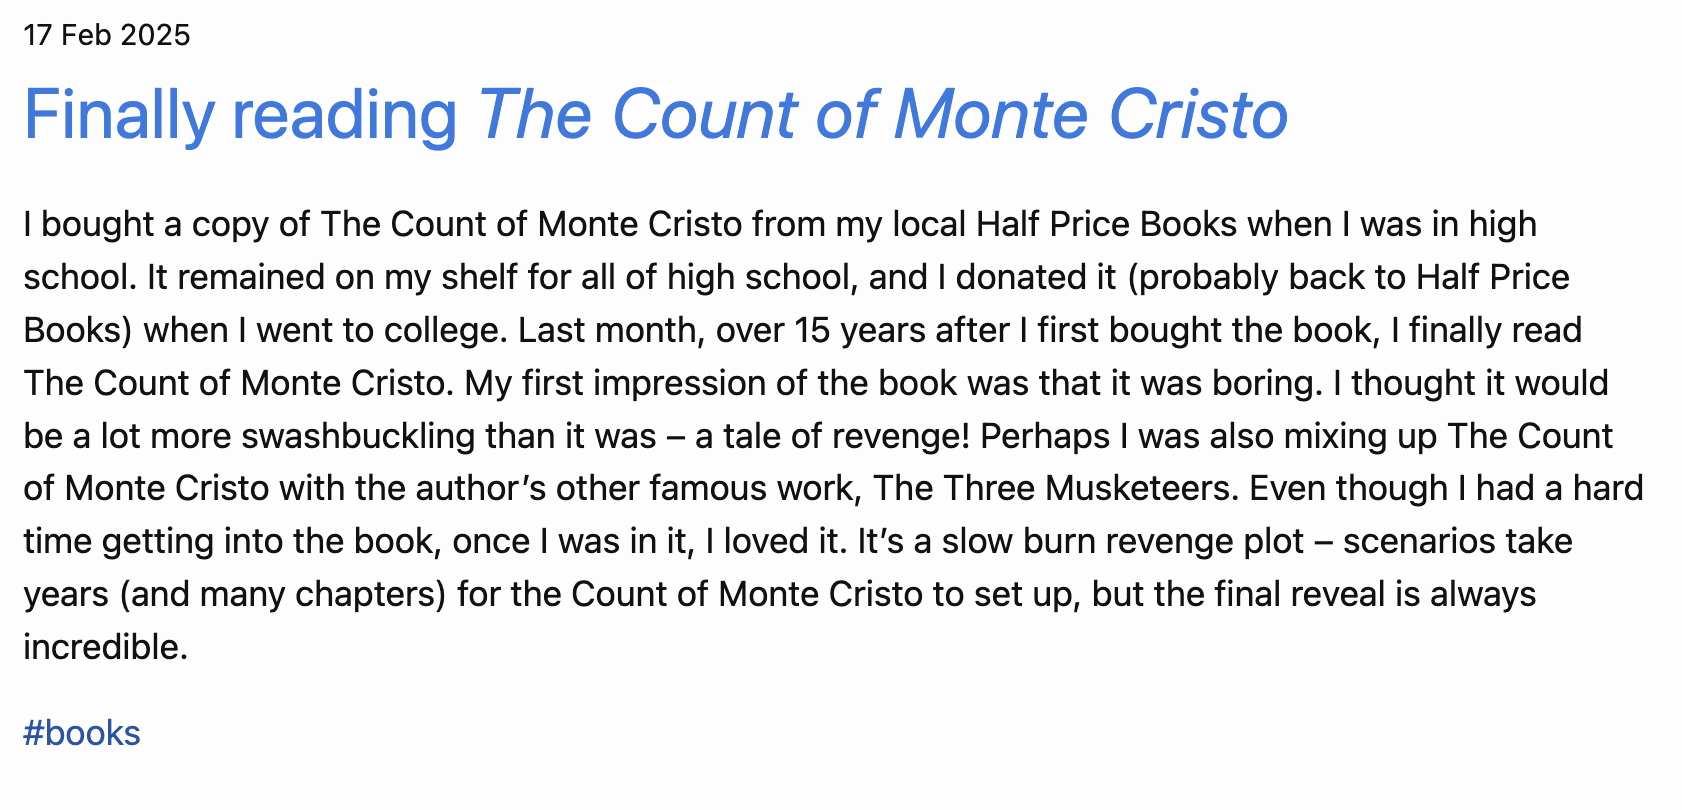 17 Feb 2025
Finally reading The Count of Monte Cristo
I bought a copy of The Count of Monte Cristo from my local Half Price Books when I was in high
school. It remained on my shelf for all of high school, and I donated it (probably back to Half Price
Books) when I went to college. Last month, over 15 years after I first bought the book, I finally read
The Count of Monte Cristo. My first impression of the book was that it was boring. I thought it would
be a lot more swashbuckling than it was – a tale of revenge! Perhaps I was also mixing up The Count
of Monte Cristo with the author’s other famous work, The Three Musketeers. Even though I had a hard
time getting into the book, once I was in it, I loved it. It’s a slow burn revenge plot – scenarios take
years (and many chapters) for the Count of Monte Cristo to set up, but the final reveal is always
incredible.
#books